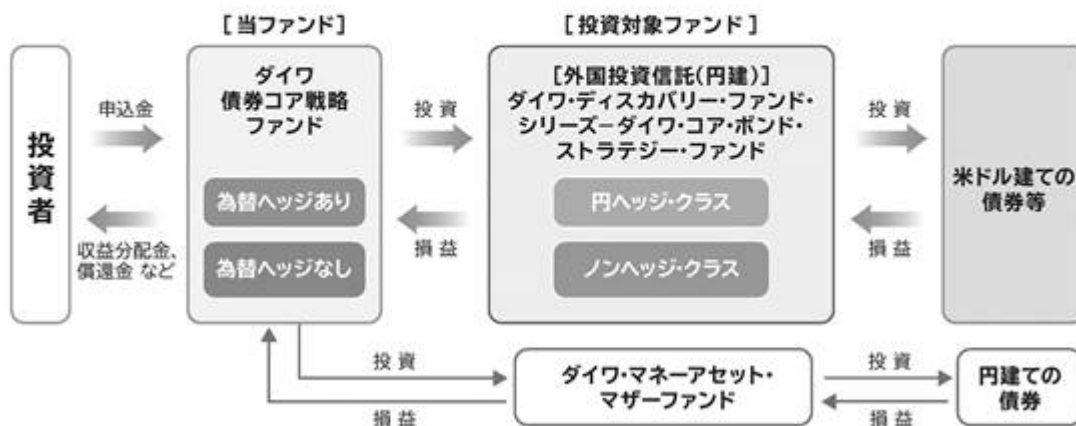 [当ファンド]
[投資対象ファンド]
投資者
申込金
収益分配金、
償還金 など
ダイワ
債券コア戦略
ファンド
為替ヘッジあり
為替ヘッジなし
投 資
損 益
[外国投資信託(円建)]
ダイワ・ディスカバリー・ファンド・
シリーズ－ダイワ・コア・ボンド・
ストラテジー・ファンド
円ヘッジ・クラス
ノンヘッジ・クラス
投 資
損 益
米ドル建ての
債券等
投 資
損 益
ダイワ・マネーアセット・
マザーファンド
投 資
損 益
円建ての
債券